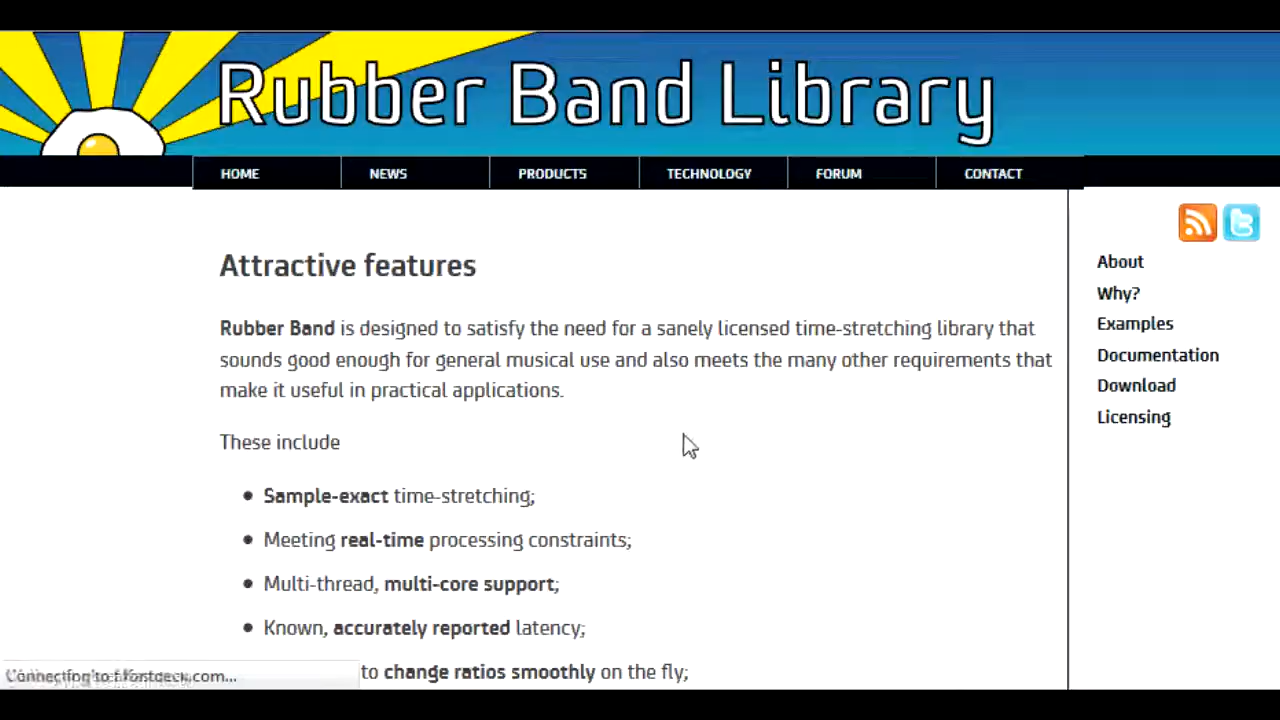 Rubber Band Library
HOME
NEWS
PRODUCTS
TECHNOLOGY
FORUM
CONTACT
Attractive features
Rubber Band is designed to satisfy the need for a sanely licensed time-stretching library that
sounds good enough for general musical use and also meets the many other requirements that
make it useful in practical applications.
These include
Sample-exact time-stretching;
Meeting real-time processing constraints;
Multi-thread, multi-core support;
Known, accurately reported latency;
to change ratios smoothly on the fly;
About
Why?
Examples
Documentation
Download
Licensing
Connecting to